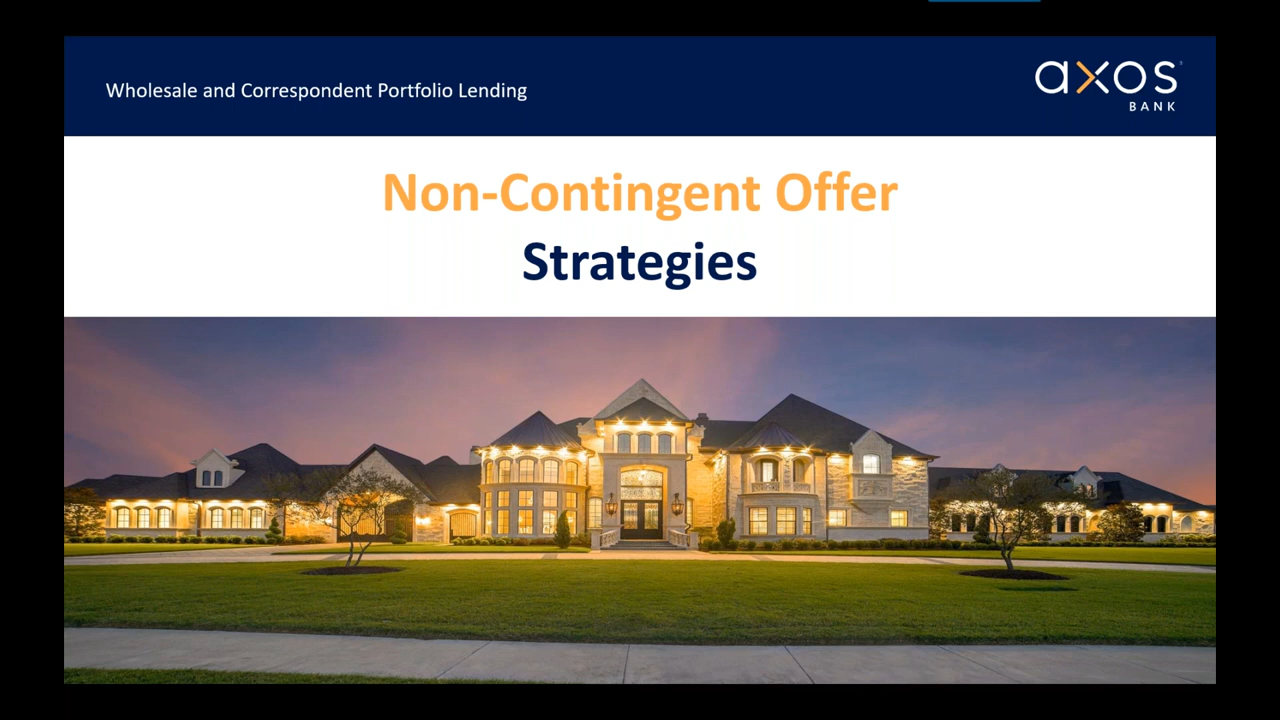 Wholesale and Correspondent Portfolio Lending
axos
BANK
Non-Contingent Offer
Strategies